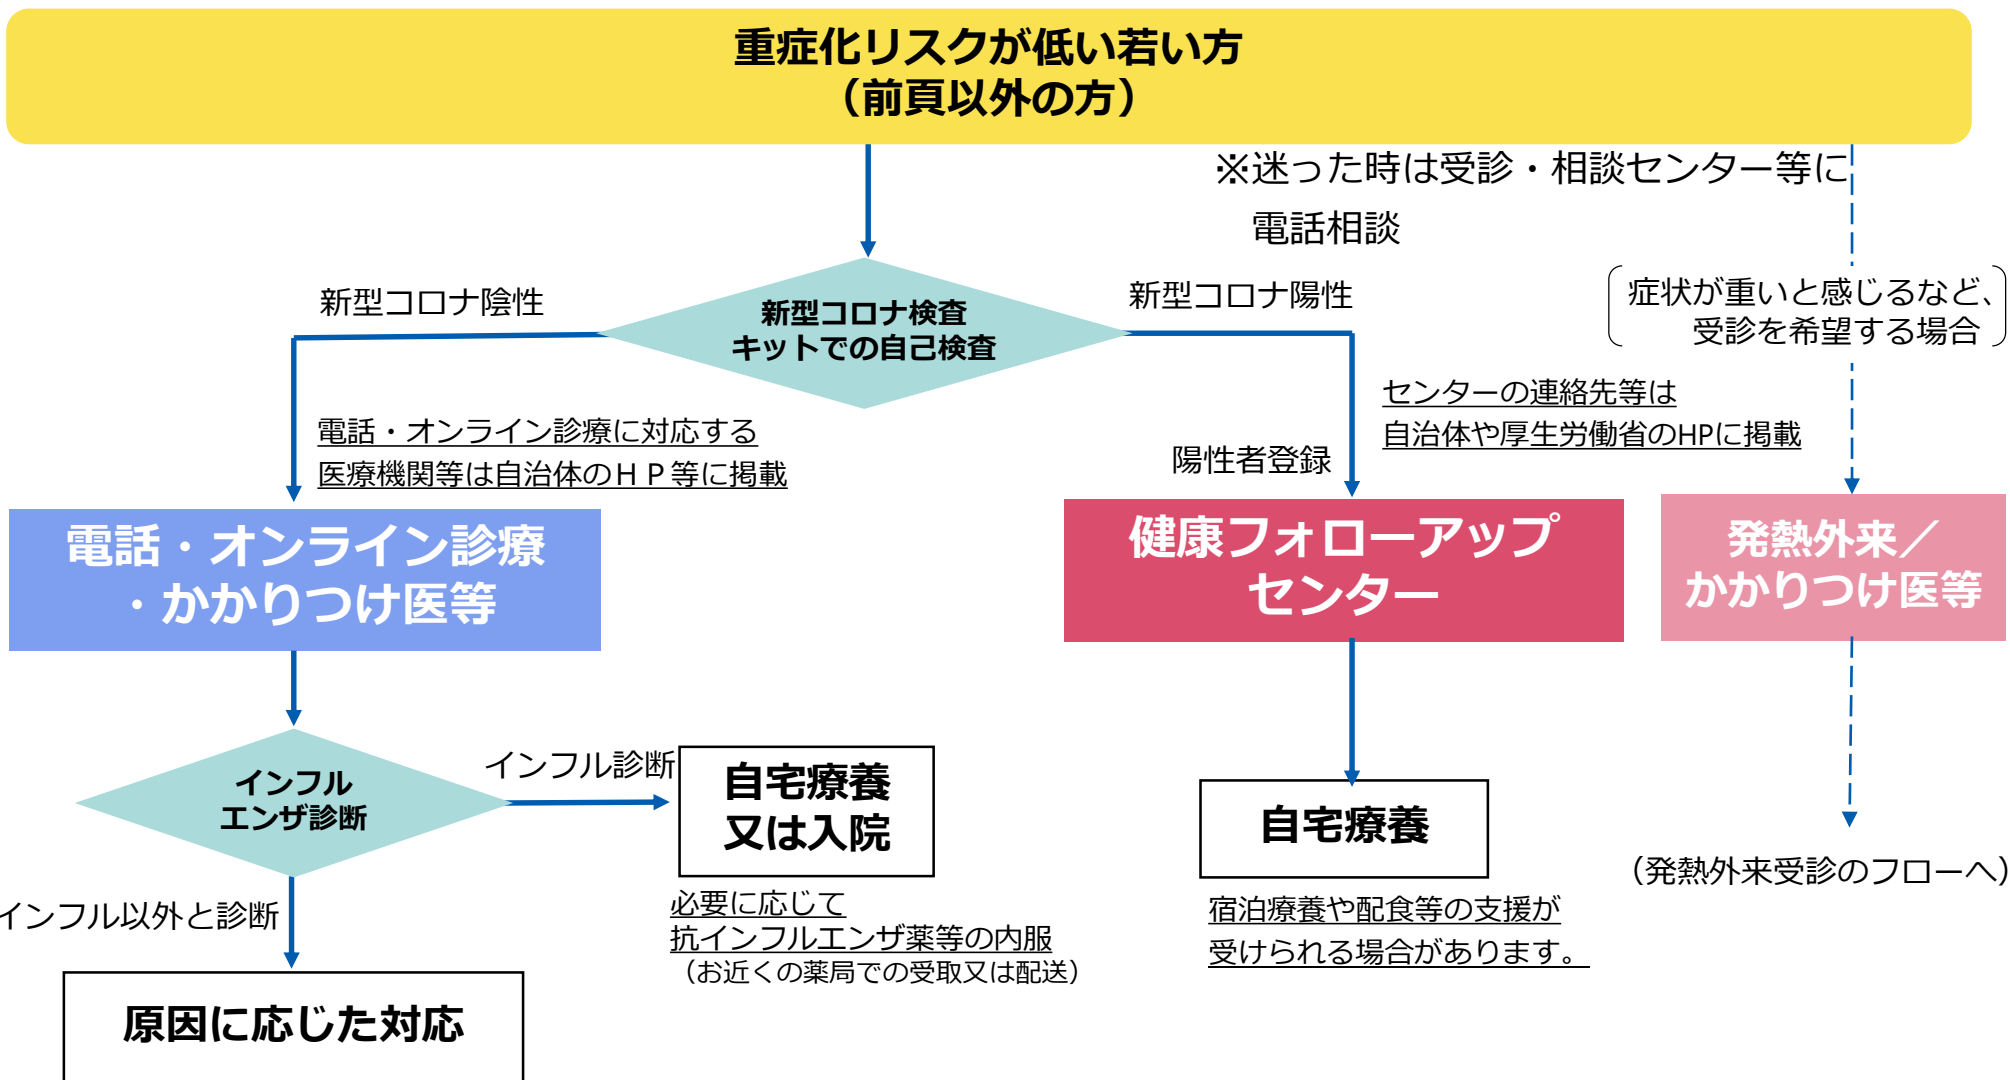 重症化リスクが低い若い方
（前頁以外の方）
※迷った時は受診・相談センター等に
電話相談
新型コロナ陰性
新型コロナ検査
キットでの自己検査
新型コロナ陽性
症状が重いと感じるなど、
受診を希望する場合
電話・オンライン診療に対応する
医療機関等は自治体のＨＰ等に掲載
センターの連絡先等は
自治体や厚生労働省のHPに掲載
陽性者登録
電話・オンライン診療
・かかりつけ医等
健康フォローアップ
センター
発熱外来／
かかりつけ医等
インフル
エンザ診断
インフル診断
自宅療養
又は入院
必要に応じて
抗インフルエンザ薬等の内服
（お近くの薬局での受取又は配送）
自宅療養
宿泊療養や配食等の支援が
受けられる場合があります。
（発熱外来受診のフローへ）
インフル以外と診断
原因に応じた対応